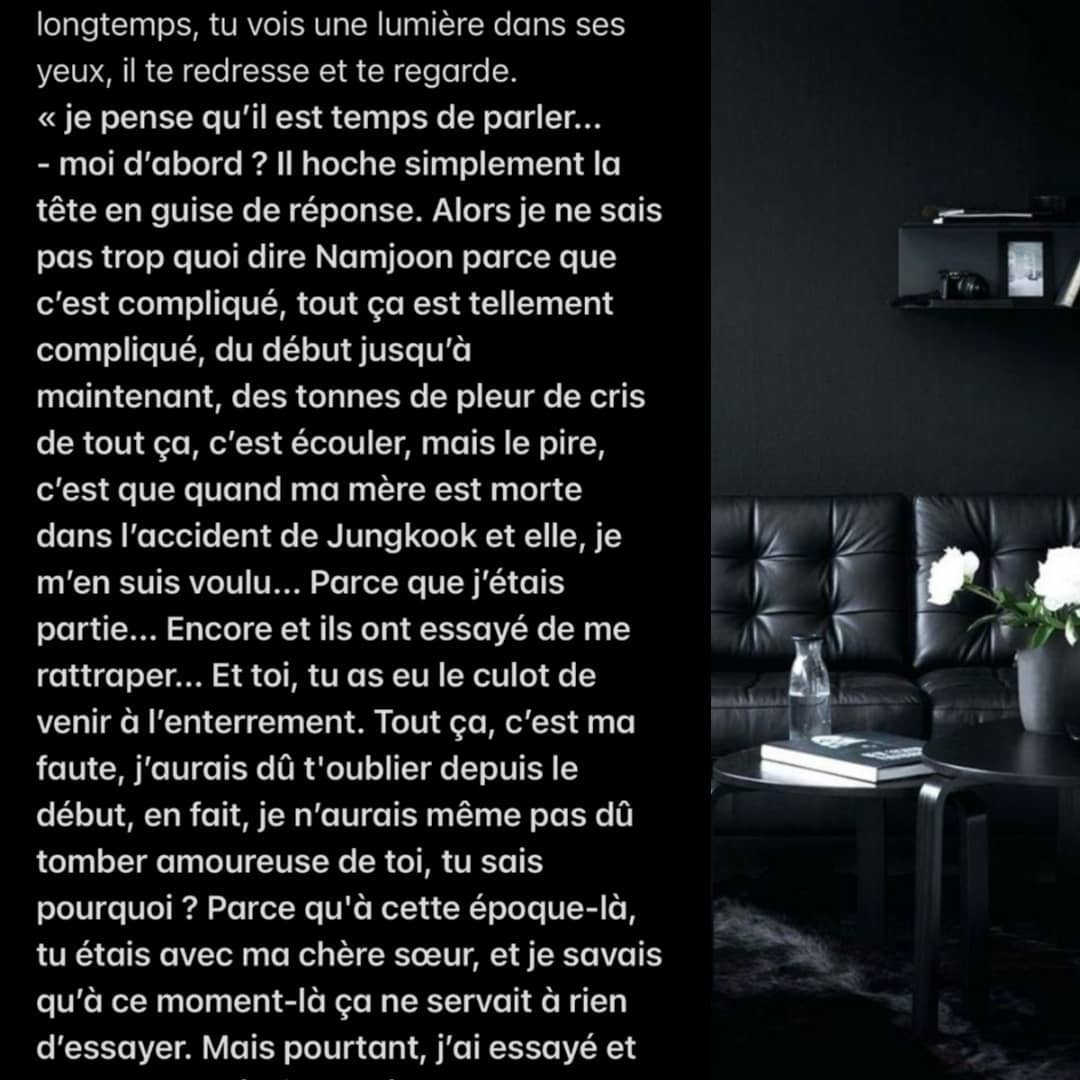 longtemps, tu vois une lumière dans ses
yeux, il te redresse et te regarde.
« je pense qu’il est temps de parler...
- moi d’abord ? Il hoche simplement la
tête en guise de réponse. Alors je ne sais
pas trop quoi dire Namjoon parce que
c’est compliqué, tout ça est tellement
compliqué, du début jusqu’à
maintenant, des tonnes de pleur de cris
de tout ça, c’est écouler, mais le pire,
c’est que quand ma mère est morte
dans l’accident de Jungkook et elle, je
m’en suis voulu... Parce que j’étais
partie... Encore et ils ont essayé de me
rattraper... Et toi, tu as eu le culot de
venir à l’enterrement. Tout ça, c’est ma
faute, j’aurais dû t'oublier depuis le
début, en fait, je n’aurais même pas dû
tomber amoureuse de toi, tu sais
pourquoi ? Parce qu'à cette époque-là,
tu étais avec ma chère sœur, et je savais
qu’à ce moment-là ça ne servait à rien
d’essayer. Mais pourtant, j’ai essayé et